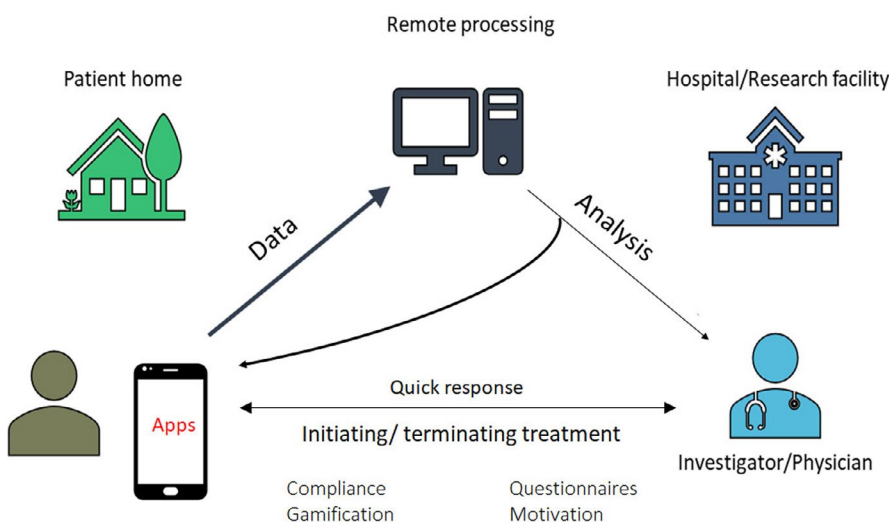 Remote processing
Patient home
Hospital/Research facility
Data
Analysis
Apps
Quick response
Initiating/ terminating treatment
Investigator/Physician
Compliance
Questionnaires
Gamification
Motivation